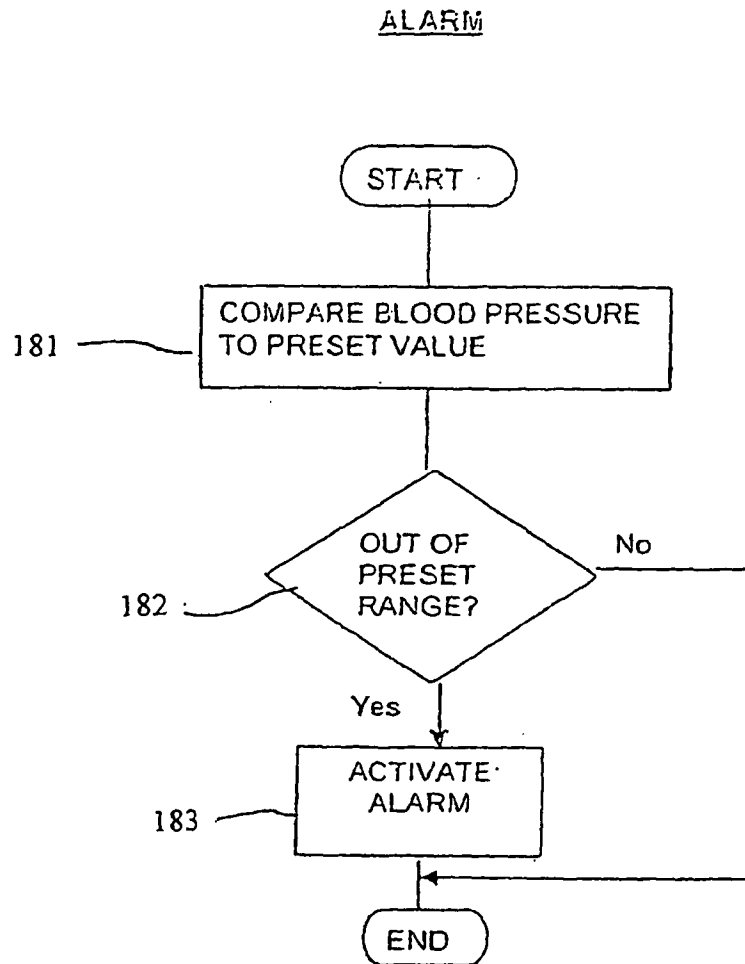 ALARM
START
COMPARE BLOOD PRESSURE
TO PRESET VALUE
181
OUT OF
PRESET
RANGE?
No
182
Yes
ACTIVATE
ALARM
183
END